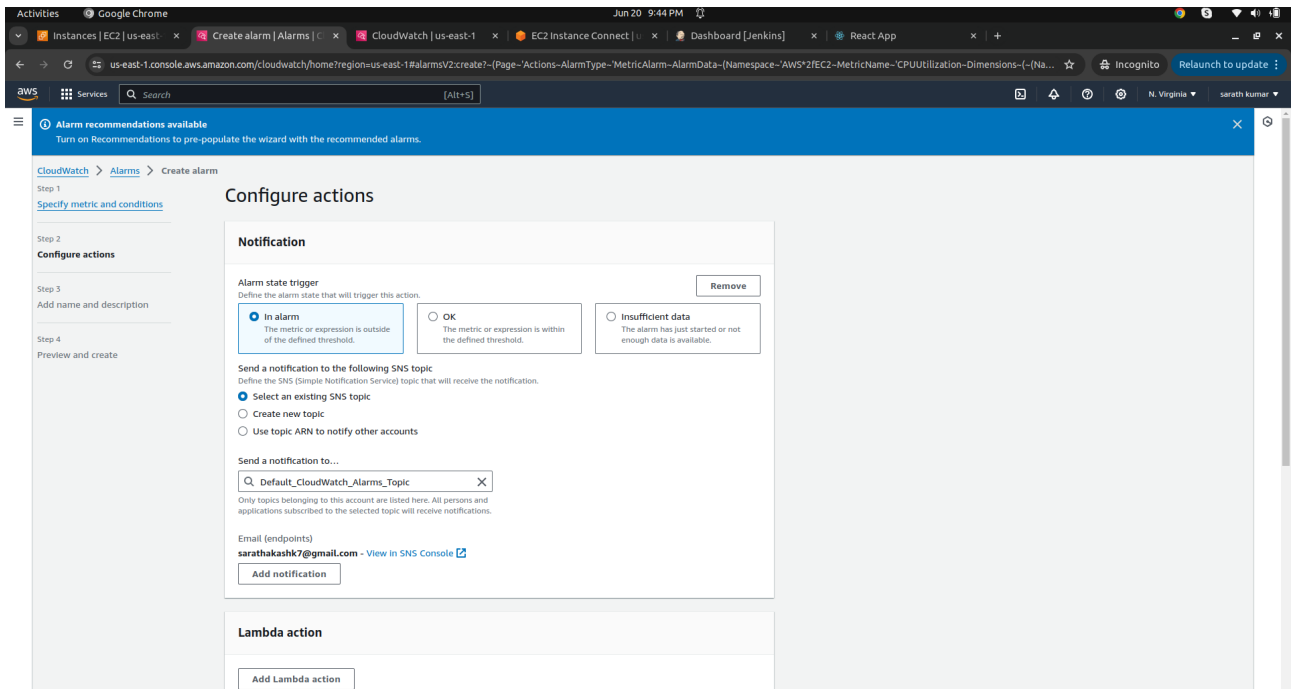 Activities
Google Chrome
Jun 20 9:44 PM
Instances | EC2 | us-east-
Create alarm | Alarms | C
CloudWatch | us-east-1
EC2 Instance Connect | u
Dashboard [Jenkins]
React App
us-east-1.console.aws.amazon.com/cloudwatch/home?region=us-east-1#alarmsV2:create?~(Page~'Actions~AlarmType~'MetricAlarm~AlarmData~(Namespace~'AWS*2fEC2~MetricName~'CPUUtilization~Dimensions~(~(Na...
Incognito
Relaunch to update
aws
Services
Search
[Alt+S]
N. Virginia
sarath kumar
Alarm recommendations available
Turn on Recommendations to pre-populate the wizard with the recommended alarms.
CloudWatch > Alarms > Create alarm
Step 1
Specify metric and conditions
Step 2
Configure actions
Step 3
Add name and description
Step 4
Preview and create
Configure actions
Notification
Alarm state trigger
Define the alarm state that will trigger this action.
Remove
In alarm
The metric or expression is outside
of the defined threshold.
OK
The metric or expression is within
the defined threshold.
Insufficient data
The alarm has just started or not
enough data is available.
Send a notification to the following SNS topic
Define the SNS (Simple Notification Service) topic that will receive the notification.
Select an existing SNS topic
Create new topic
Use topic ARN to notify other accounts
Send a notification to…
Default_CloudWatch_Alarms_Topic
Only topics belonging to this account are listed here. All persons and
applications subscribed to the selected topic will receive notifications.
Email (endpoints)
sarathakashk7@gmail.com - View in SNS Console
Add notification
Lambda action
Add Lambda action